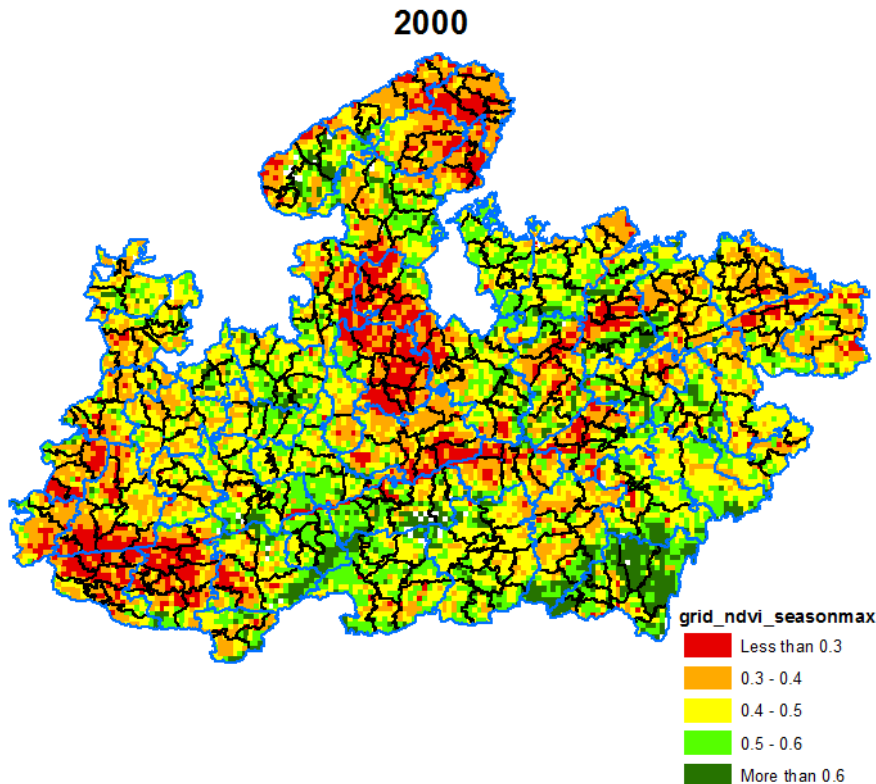 2000
grid_ndvi_seasonmax
Less than 0.3
0.3 - 0.4
0.4 - 0.5
0.5 - 0.6
More than 0.6